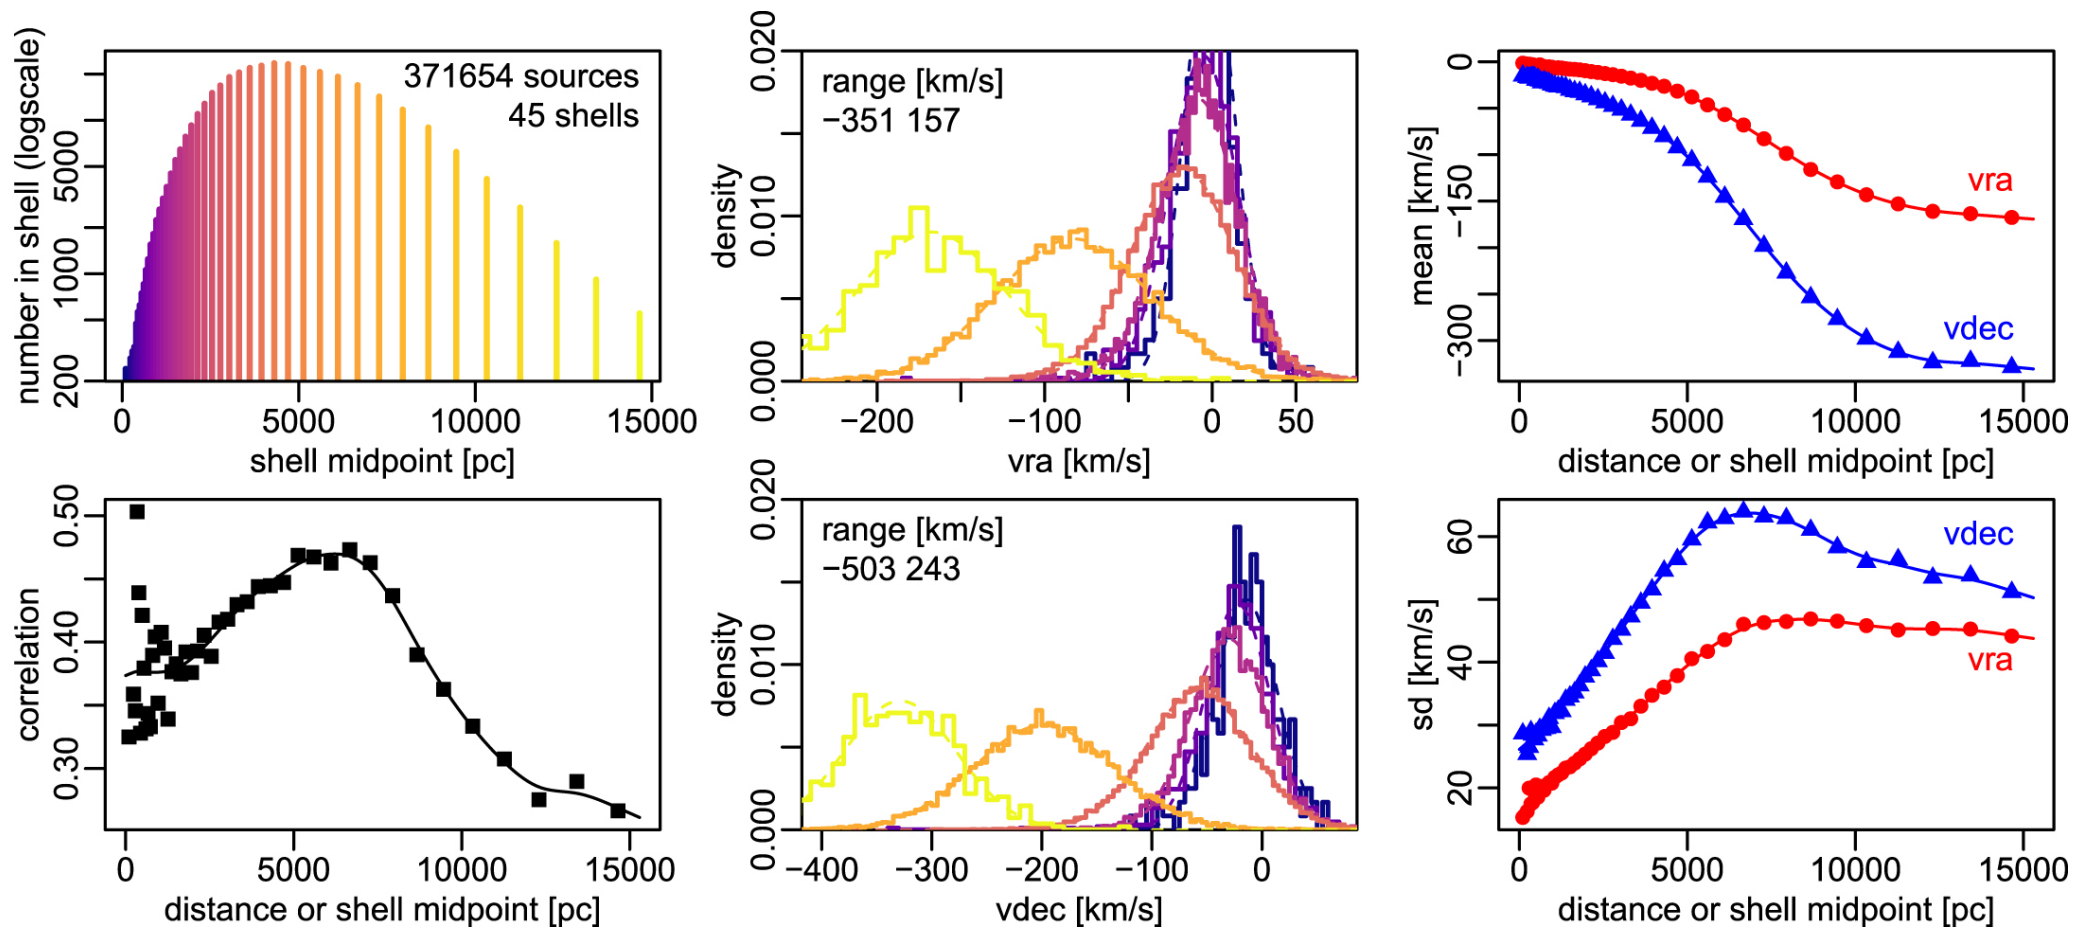 371654 sources
45 shells
number in shell (logscale)
200 1000 5000
0 5000 10000 15000
shell midpoint [pc]
range [km/s]
−351 157
density
0.000 0.010 0.020
−200 −100 0 50
vra [km/s]
mean [km/s]
−300 −150 0
vra
vdec
0 5000 10000 15000
distance or shell midpoint [pc]
correlation
0.30 0.40 0.50
0 5000 10000 15000
distance or shell midpoint [pc]
range [km/s]
−503 243
density
0.000 0.010 0.020
−400 −300 −200 −100 0
vdec [km/s]
sd [km/s]
20 40 60
vdec
vra
0 5000 10000 15000
distance or shell midpoint [pc]